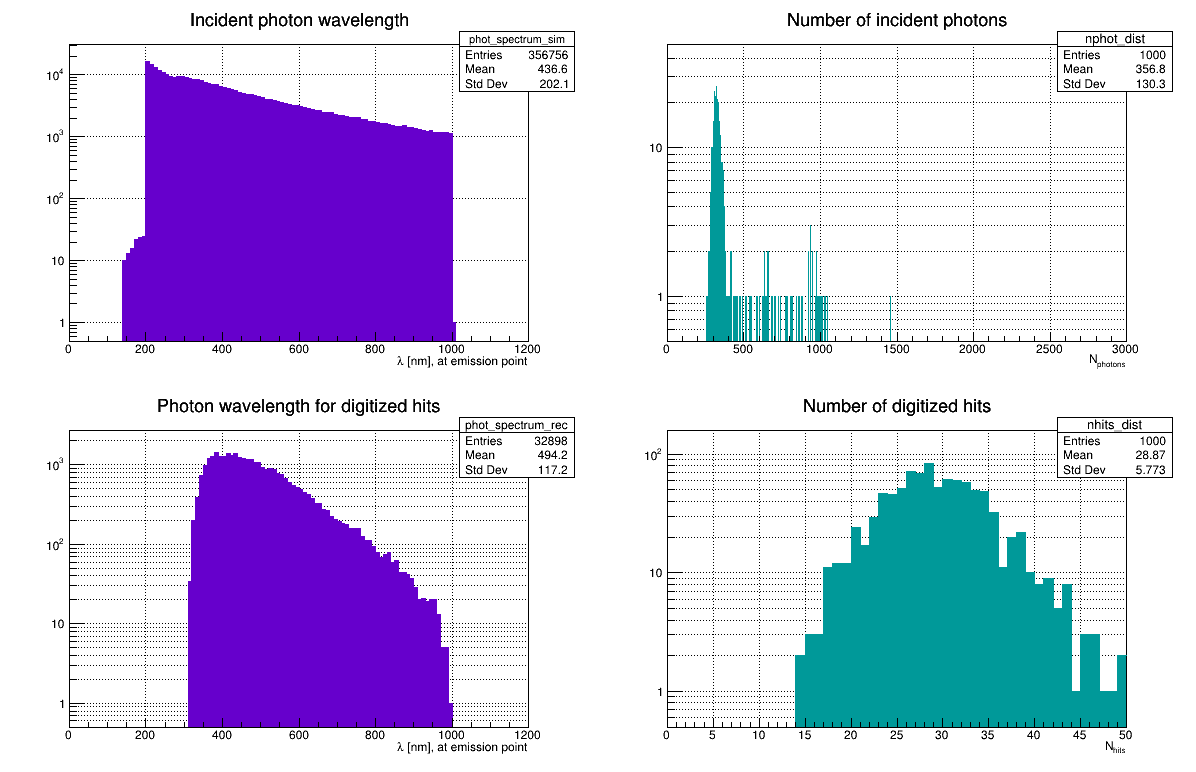 Incident photon wavelength
phot_spectrum_sim
Entries 356756
Mean 436.6
Std Dev 202.1
10⁴
10³
10²
10
1
0 200 400 600 800 1000 1200
λ [nm], at emission point
Number of incident photons
nphot_dist
Entries 1000
Mean 356.8
Std Dev 130.3
10
1
0 500 1000 1500 2000 2500 3000
N_photons
Photon wavelength for digitized hits
phot_spectrum_rec
Entries 32898
Mean 494.2
Std Dev 117.2
10³
10²
10
1
0 200 400 600 800 1000 1200
λ [nm], at emission point
Number of digitized hits
nhits_dist
Entries 1000
Mean 28.87
Std Dev 5.773
10²
10
1
0 5 10 15 20 25 30 35 40 45 50
N_hits